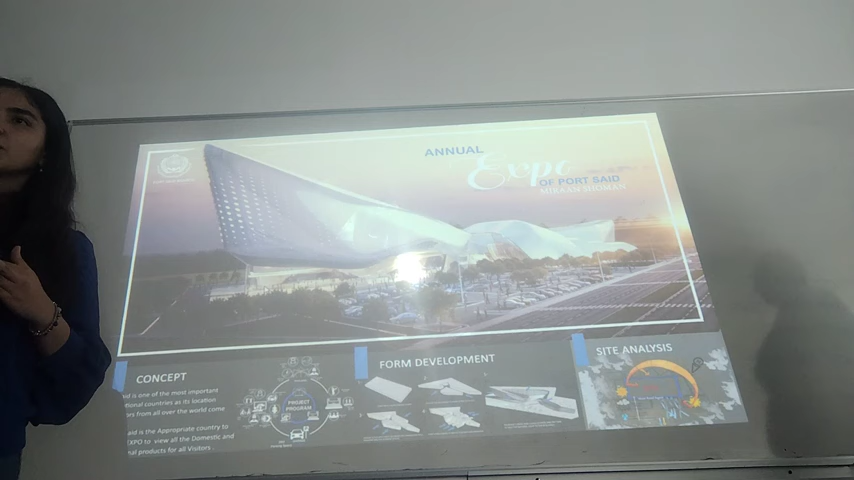 ANNUAL
Expo
OF PORT SAID
CONCEPT
aid is one of the most important
tional countries as its location
ors from all over the world come
aid is the Appropriate country to
EXPO to view all the Domestic and
nal products for all Visitors .
PROJECT
PROGRAM
FORM DEVELOPMENT
SITE ANALYSIS